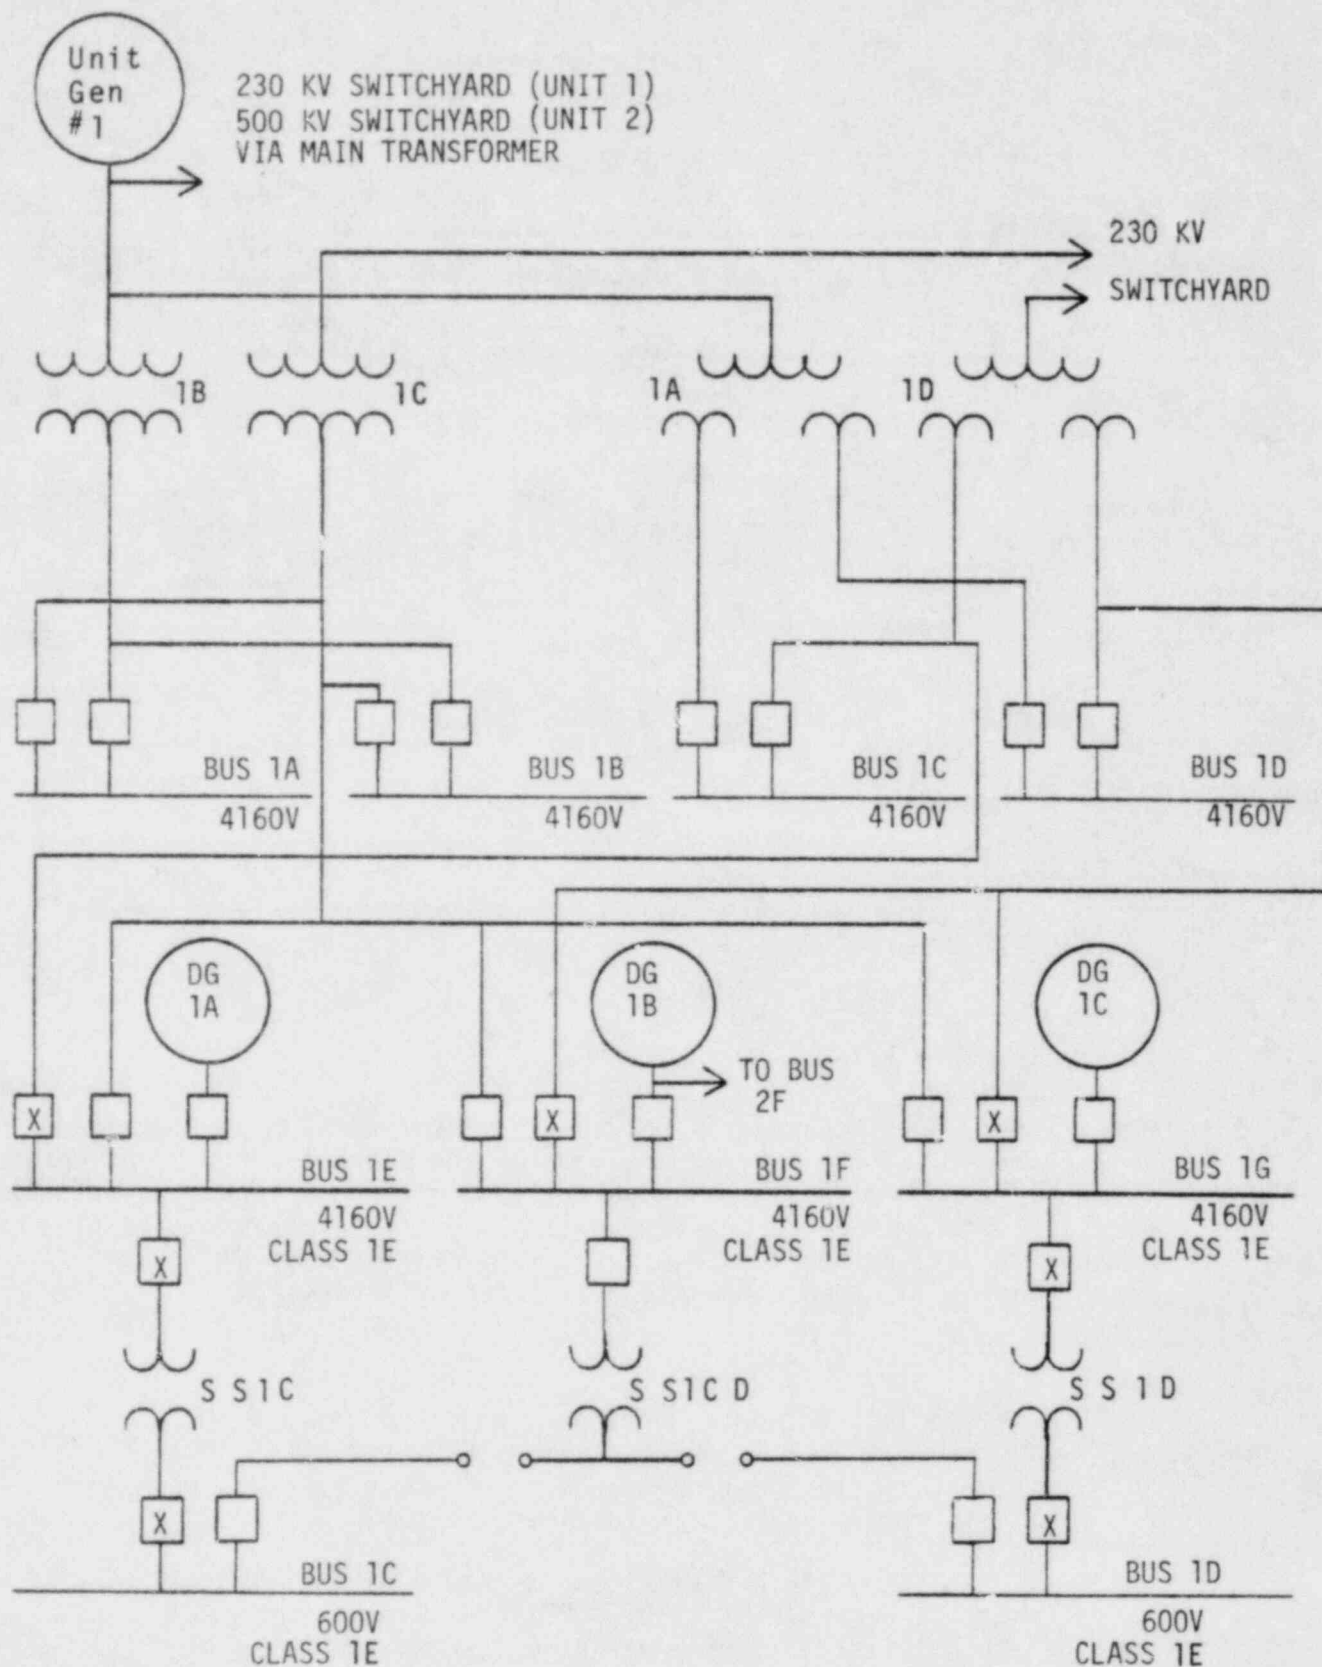 Unit
Gen
#1
230 KV SWITCHYARD (UNIT 1)
500 KV SWITCHYARD (UNIT 2)
VIA MAIN TRANSFORMER
230 KV
SWITCHYARD
1B
1C
1A
1D
BUS 1A
4160V
BUS 1B
4160V
BUS 1C
4160V
BUS 1D
4160V
DG
1A
DG
1B
DG
1C
TO BUS
2F
X
X
X
BUS 1E
4160V
CLASS 1E
BUS 1F
4160V
CLASS 1E
BUS 1G
4160V
CLASS 1E
X
X
S S1C
S S1C D
S S 1D
X
X
BUS 1C
600V
CLASS 1E
BUS 1D
600V
CLASS 1E